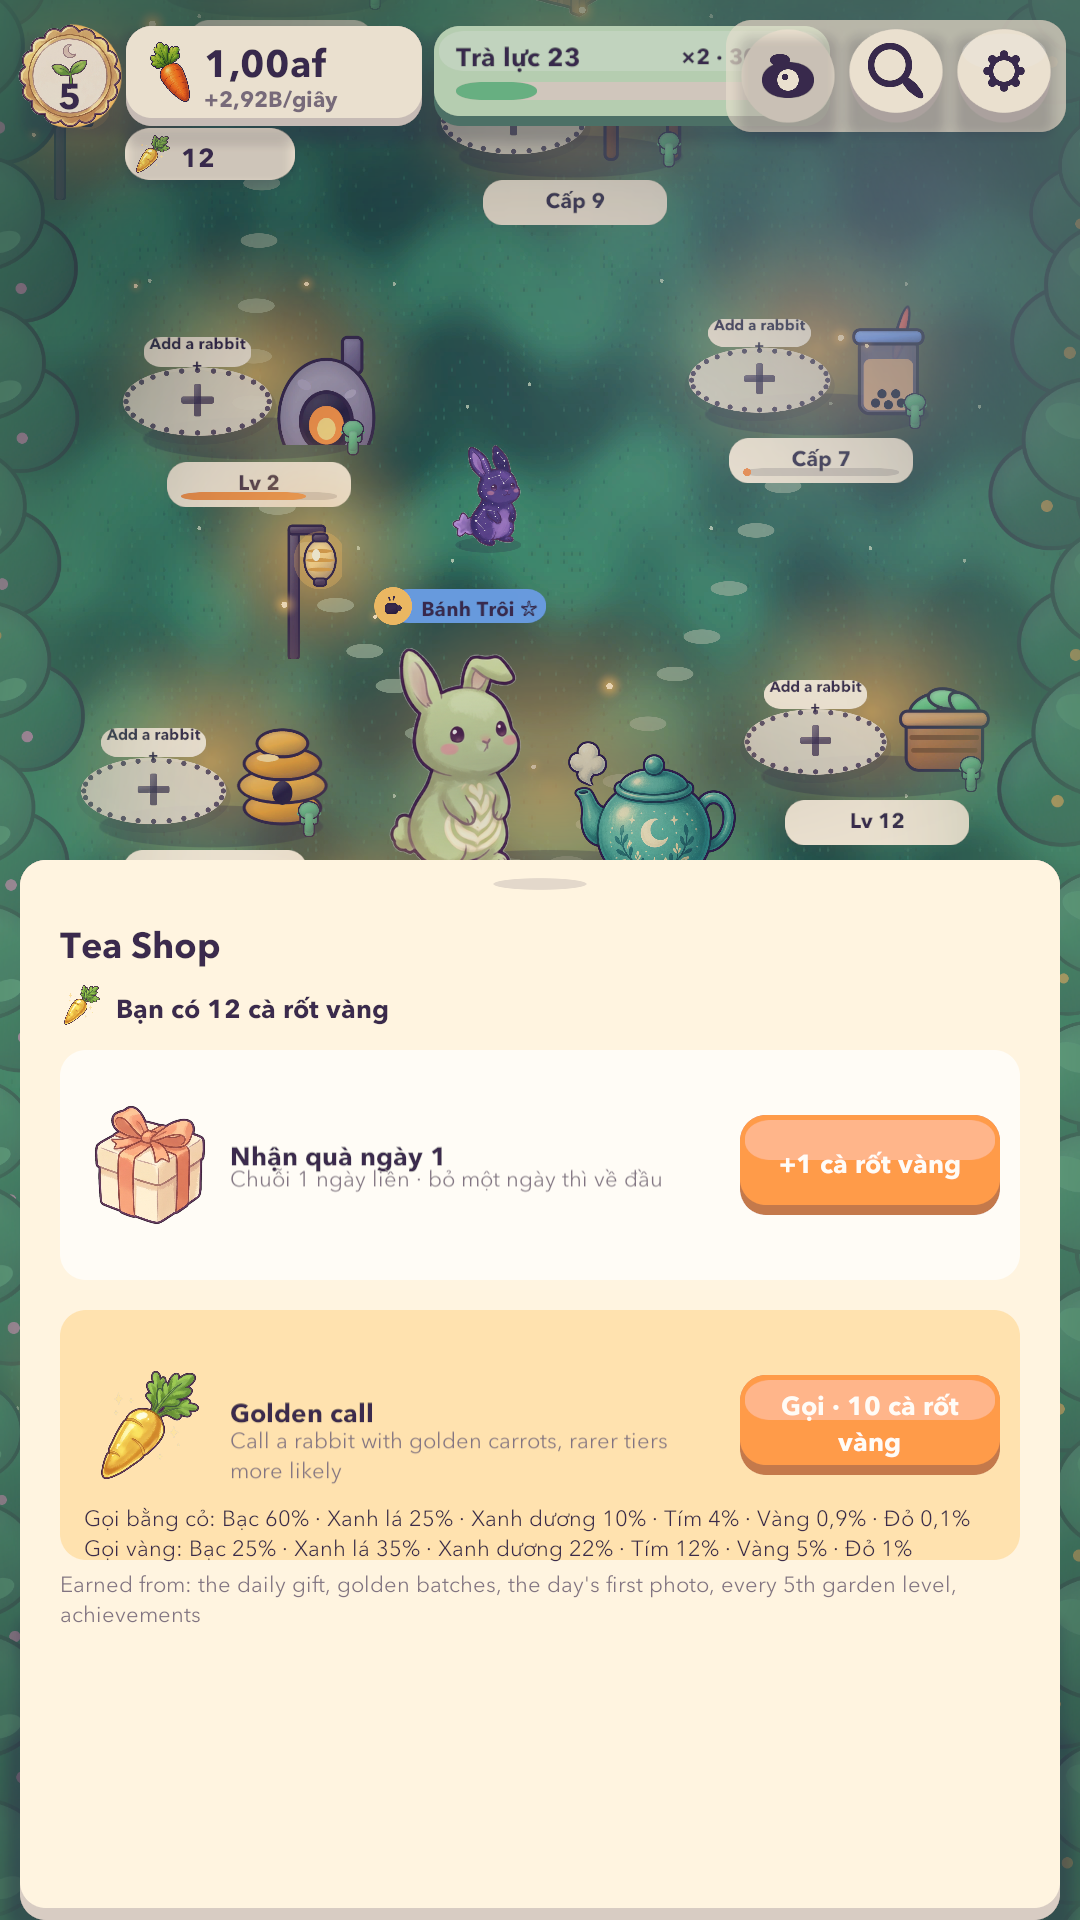 5
1,00af
+2,92B/giây
Trà lực 23
×2 ·
12
Cấp 9
Add a rabbit
+
Lv 2
Add a rabbit
+
Cấp 7
Bánh Trôi ☆
Add a rabbit
+
Add a rabbit
+
Lv 12
Tea Shop
Bạn có 12 cà rốt vàng
Nhận quà ngày 1
Chuỗi 1 ngày liền · bỏ một ngày thì về đầu
+1 cà rốt vàng
Golden call
Call a rabbit with golden carrots, rarer tiers
more likely
Gọi · 10 cà rốt
vàng
Gọi bằng cỏ: Bạc 60% · Xanh lá 25% · Xanh dương 10% · Tím 4% · Vàng 0,9% · Đỏ 0,1%
Gọi vàng: Bạc 25% · Xanh lá 35% · Xanh dương 22% · Tím 12% · Vàng 5% · Đỏ 1%
Earned from: the daily gift, golden batches, the day's first photo, every 5th garden level,
achievements